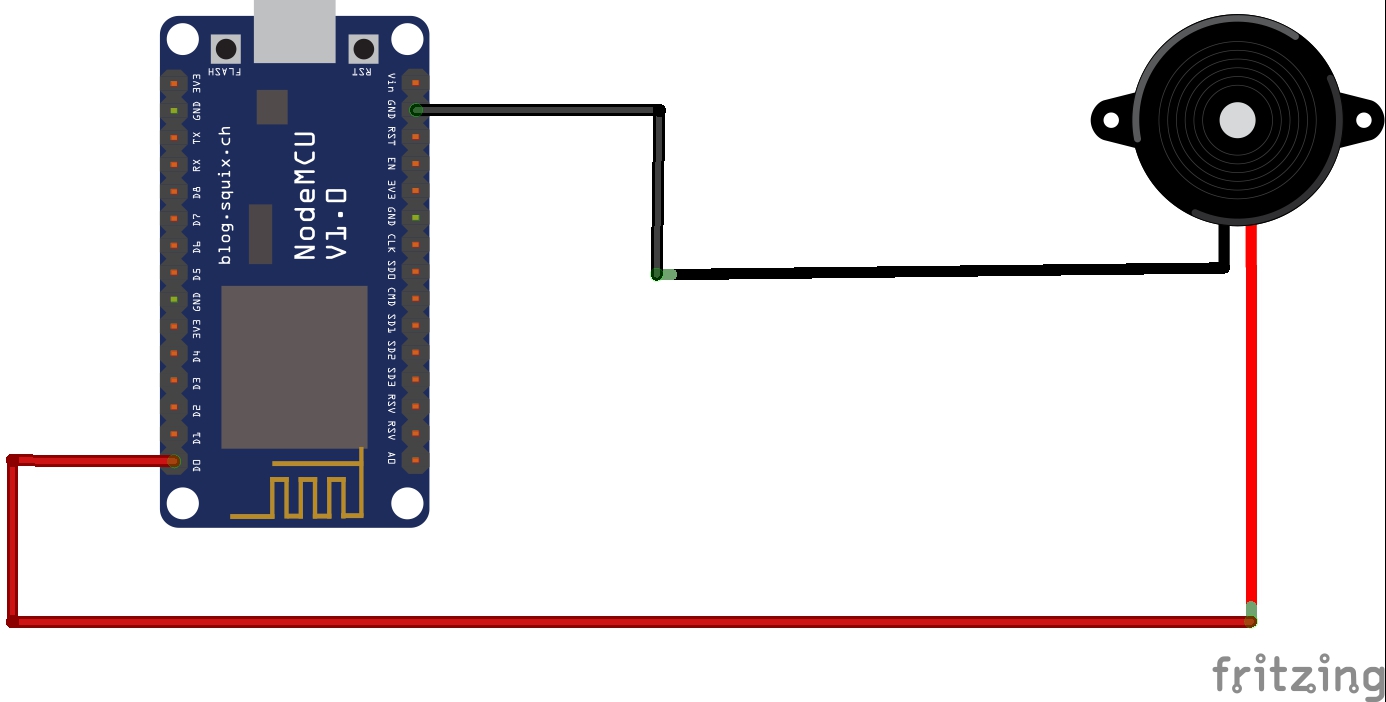 FLASH
RST
3V3
GND
TX
RX
D8
D7
D6
D5
GND
3V3
D4
D3
D2
D1
D0
blog.squix.ch
NodeMCU
V1.0
Vin
GND
RST
EN
3V3
GND
CLK
SD0
CMD
SD1
SD2
SD3
RSV
RSV
A0
fritzing